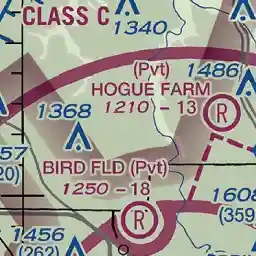 CLASS C
1340
(Pvt)
1486
HOGUE FARM
1210 - 13
R
1368
57
20)
BIRD FLD (Pvt)
1250 - 18
R
1608
(359
1456
(262)